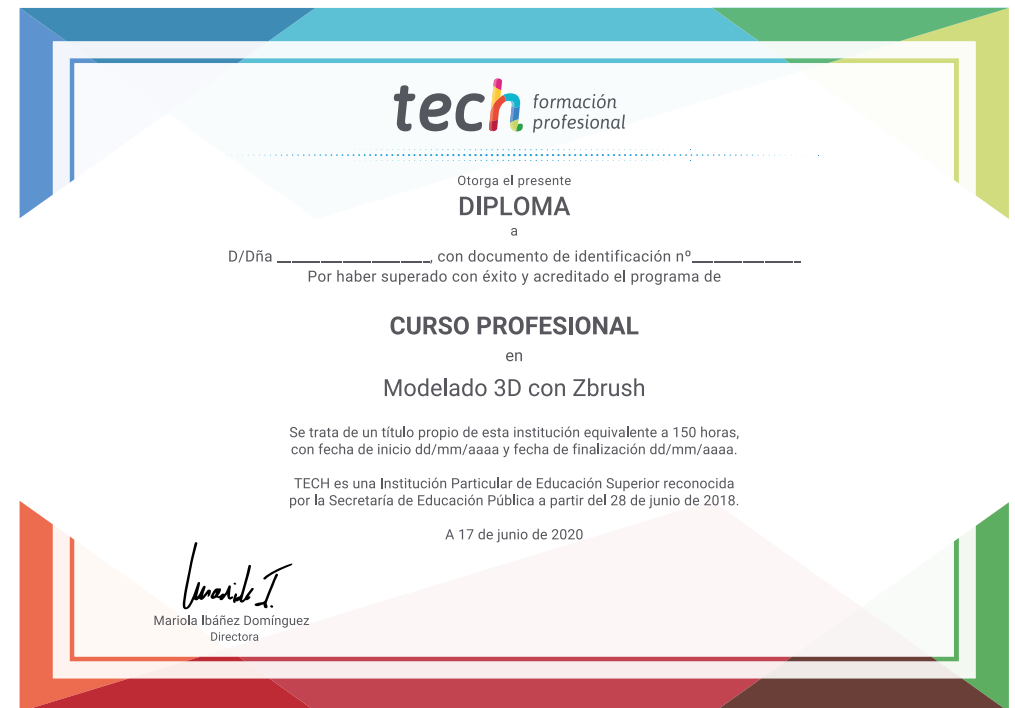 tech formación
profesional
Otorga el presente
DIPLOMA
a
D/Dña ____________________, con documento de identificación nº______________
Por haber superado con éxito y acreditado el programa de
CURSO PROFESIONAL
en
Modelado 3D con Zbrush
Se trata de un título propio de esta institución equivalente a 150 horas,
con fecha de inicio dd/mm/aaaa y fecha de finalización dd/mm/aaaa.
TECH es una Institución Particular de Educación Superior reconocida
por la Secretaría de Educación Pública a partir del 28 de junio de 2018.
A 17 de junio de 2020
Mariola Ibáñez Domínguez
Directora